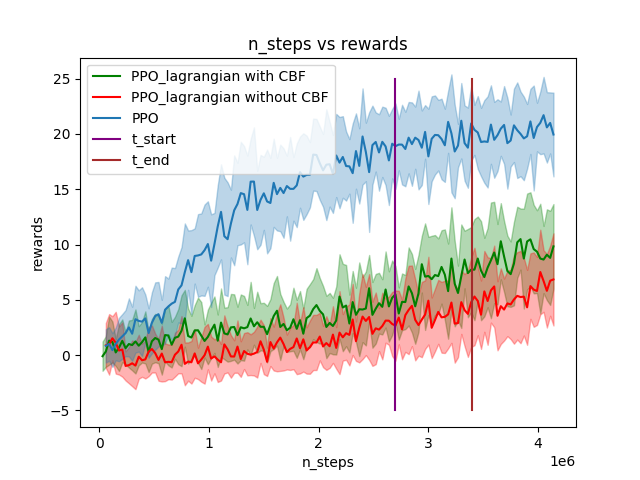 n_steps vs rewards
PPO_lagrangian with CBF
PPO_lagrangian without CBF
PPO
t_start
t_end
25
20
15
10
5
0
−5
rewards
0 1 2 3 4
1e6
n_steps